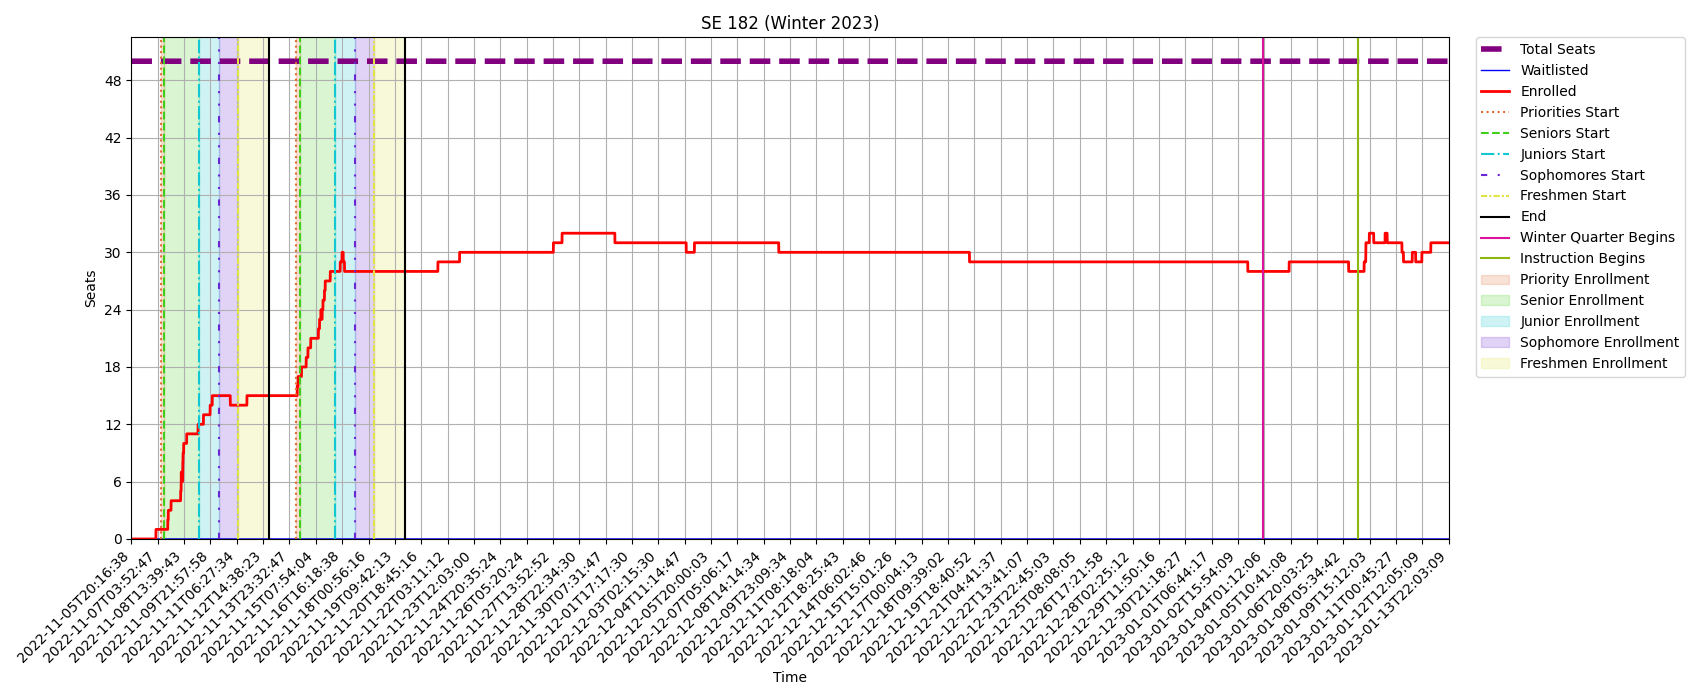 SE 182 (Winter 2023)
Seats
48
42
36
30
24
18
12
6
0
2022-11-05T20:16:38
2022-11-07T03:52:47
2022-11-08T13:39:43
2022-11-09T21:57:58
2022-11-11T06:27:34
2022-11-12T14:38:23
2022-11-13T23:32:47
2022-11-15T07:54:04
2022-11-16T16:18:38
2022-11-18T00:56:16
2022-11-19T09:42:13
2022-11-20T18:45:16
2022-11-22T03:11:12
2022-11-23T12:03:00
2022-11-24T20:35:24
2022-11-26T05:20:24
2022-11-27T13:52:52
2022-11-28T22:34:30
2022-11-30T07:31:47
2022-12-01T17:17:30
2022-12-03T02:15:30
2022-12-04T11:14:47
2022-12-05T20:00:03
2022-12-07T05:06:17
2022-12-08T14:14:34
2022-12-09T23:09:34
2022-12-11T08:18:04
2022-12-12T18:25:43
2022-12-14T06:02:46
2022-12-15T15:01:26
2022-12-17T00:04:13
2022-12-18T09:39:02
2022-12-19T18:40:52
2022-12-21T04:41:37
2022-12-22T13:41:07
2022-12-23T22:45:03
2022-12-25T08:08:05
2022-12-26T17:21:58
2022-12-28T02:25:12
2022-12-29T11:50:16
2022-12-30T21:18:27
2023-01-01T06:44:17
2023-01-02T15:54:09
2023-01-04T01:12:06
2023-01-05T10:41:08
2023-01-06T20:03:25
2023-01-08T05:34:42
2023-01-09T15:12:03
2023-01-11T00:45:27
2023-01-12T12:05:09
2023-01-13T22:03:09
Time
Total Seats
Waitlisted
Enrolled
Priorities Start
Seniors Start
Juniors Start
Sophomores Start
Freshmen Start
End
Winter Quarter Begins
Instruction Begins
Priority Enrollment
Senior Enrollment
Junior Enrollment
Sophomore Enrollment
Freshmen Enrollment